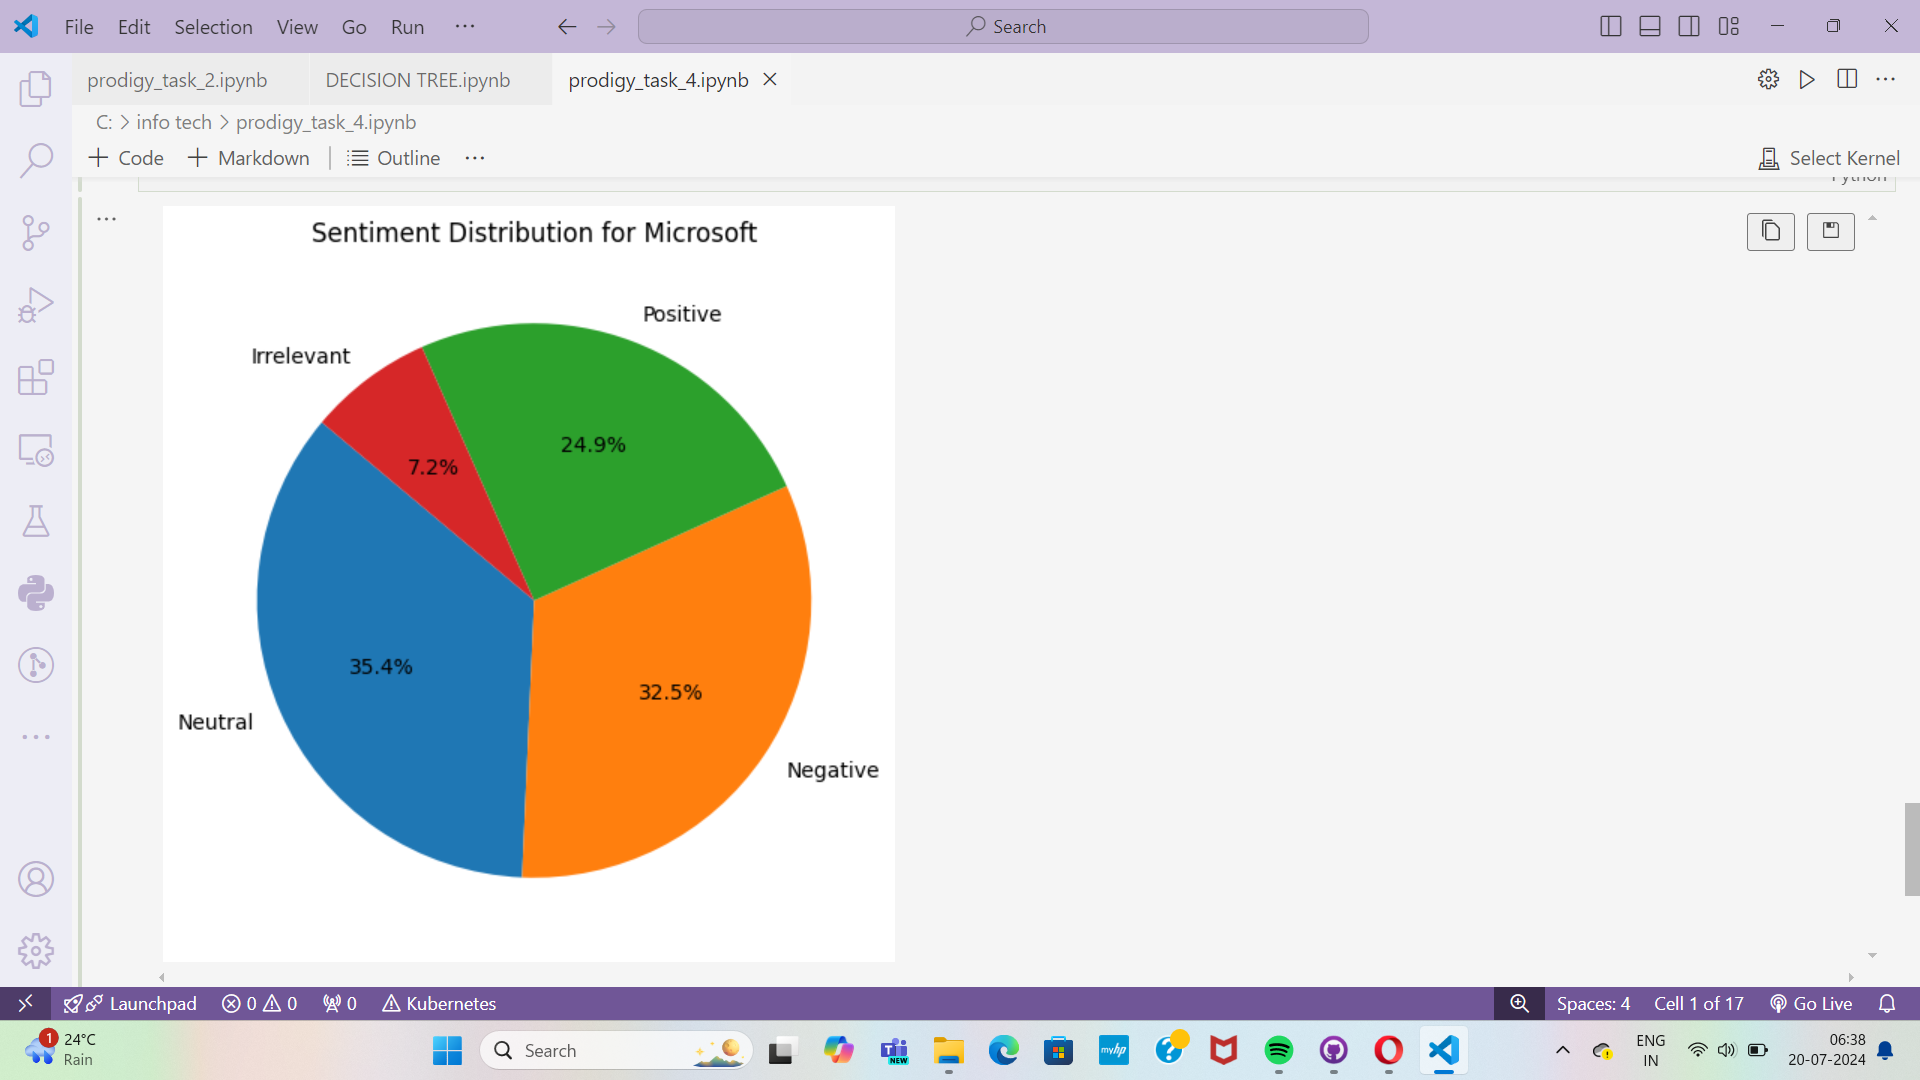 File Edit Selection View Go Run ···
Search
prodigy_task_2.ipynb DECISION TREE.ipynb prodigy_task_4.ipynb
C: > info tech > prodigy_task_4.ipynb
+ Code + Markdown Outline ···
Select Kernel
Python
Sentiment Distribution for Microsoft
Positive
Irrelevant
24.9%
7.2%
35.4%
32.5%
Neutral
Negative
Launchpad 0 0 0 Kubernetes
Spaces: 4 Cell 1 of 17 Go Live
1 24°C
Rain
Search
NEW
myhp
ENG
IN
06:38
20-07-2024